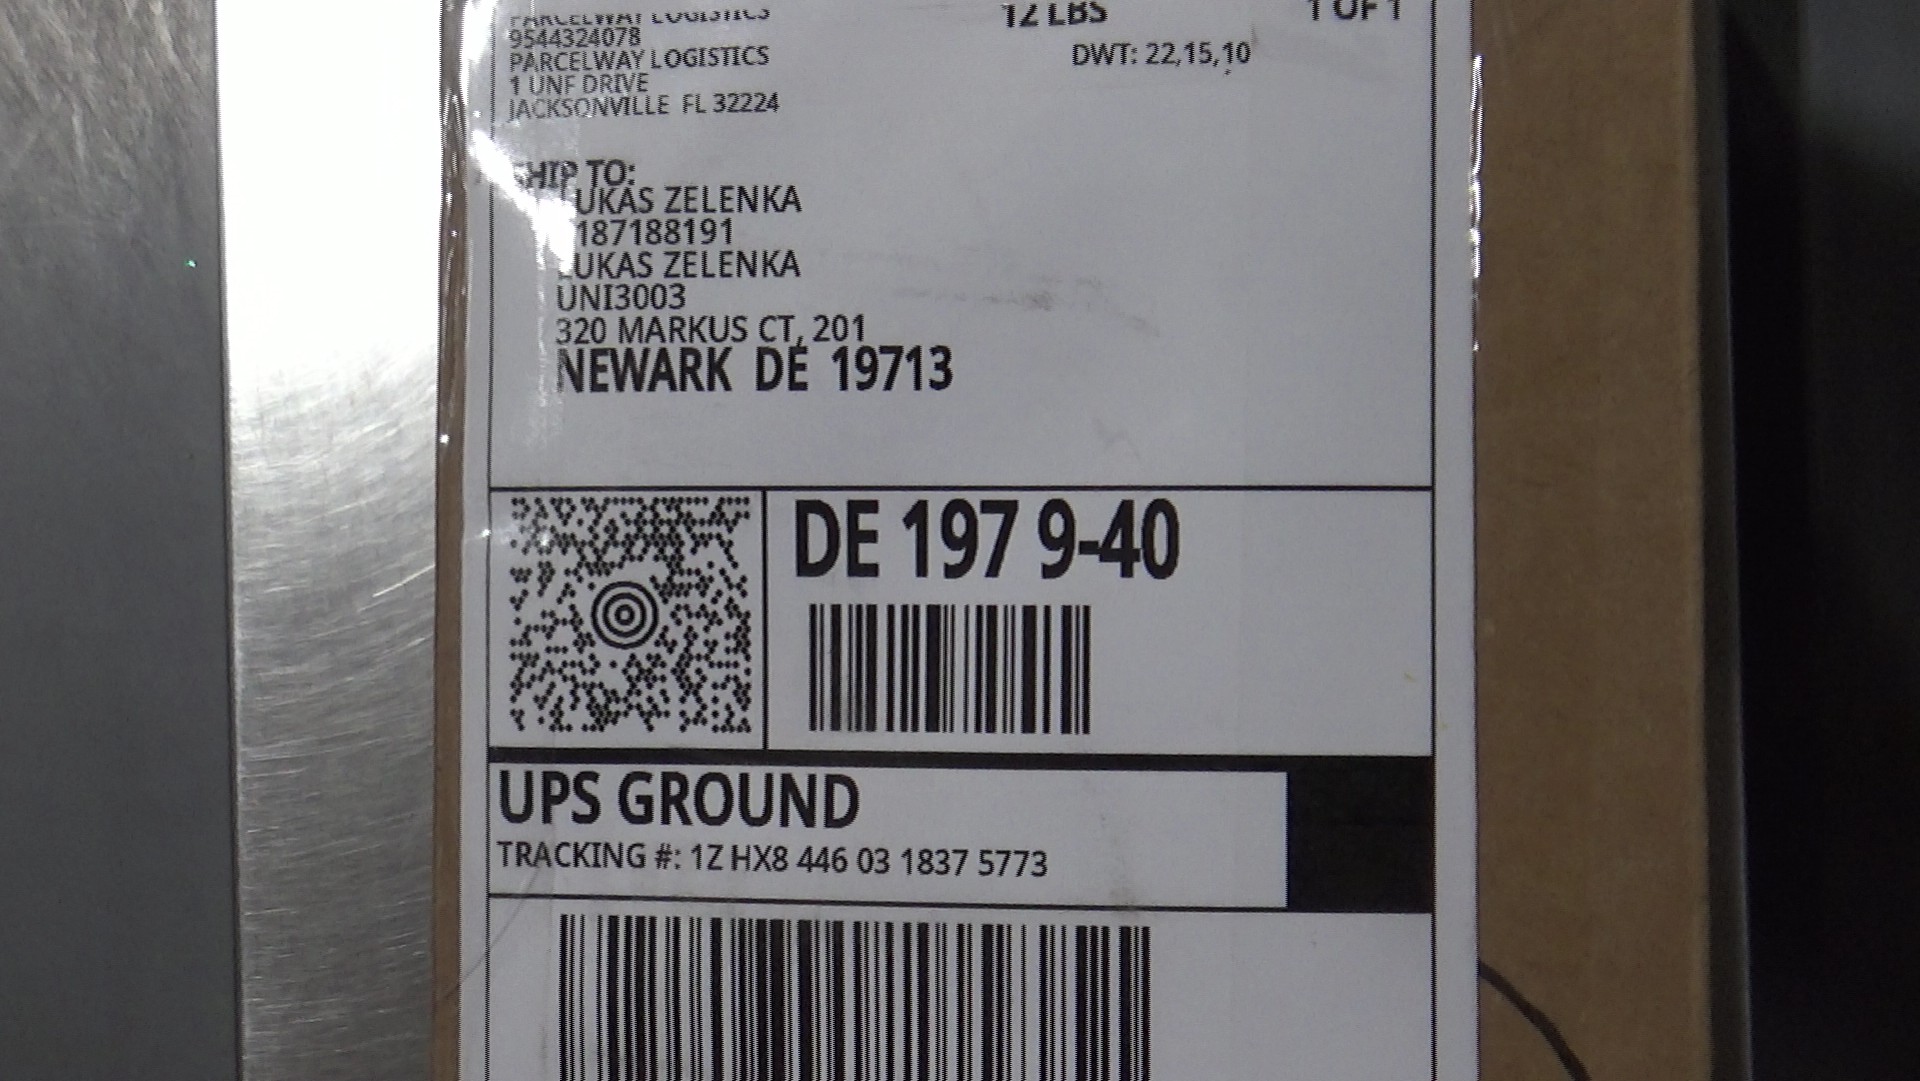 PARCELWAY LOGISTICS
12 LBS
1 OF 1
9544324078
PARCELWAY LOGISTICS
DWT: 22,15,10
1 UNF DRIVE
JACKSONVILLE FL 32224
SHIP TO:
UKAS ZELENKA
187188191
LUKAS ZELENKA
UNI3003
320 MARKUS CT, 201
NEWARK DE 19713
DE 197 9-40
UPS GROUND
TRACKING #: 1Z HX8 446 03 1837 5773